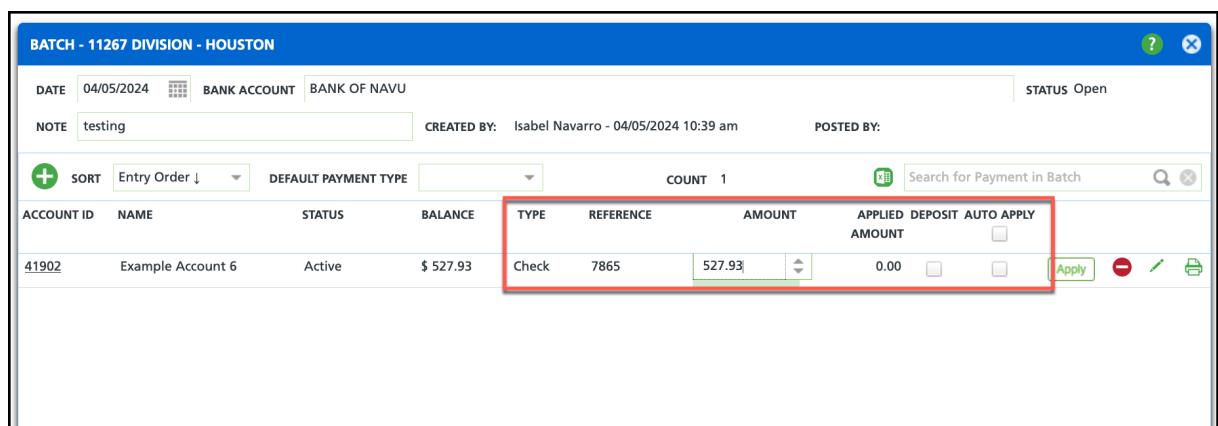 BATCH - 11267 DIVISION - HOUSTON ?
DATE 04/05/2024 BANK ACCOUNT BANK OF NAVU STATUS Open
NOTE testing CREATED BY: Isabel Navarro - 04/05/2024 10:39 am POSTED BY:
SORT Entry Order ↓ DEFAULT PAYMENT TYPE COUNT 1 Search for Payment in Batch
ACCOUNT ID NAME STATUS BALANCE TYPE REFERENCE AMOUNT APPLIED DEPOSIT AUTO APPLY
AMOUNT
41902 Example Account 6 Active $ 527.93 Check 7865 527.93 0.00 Apply